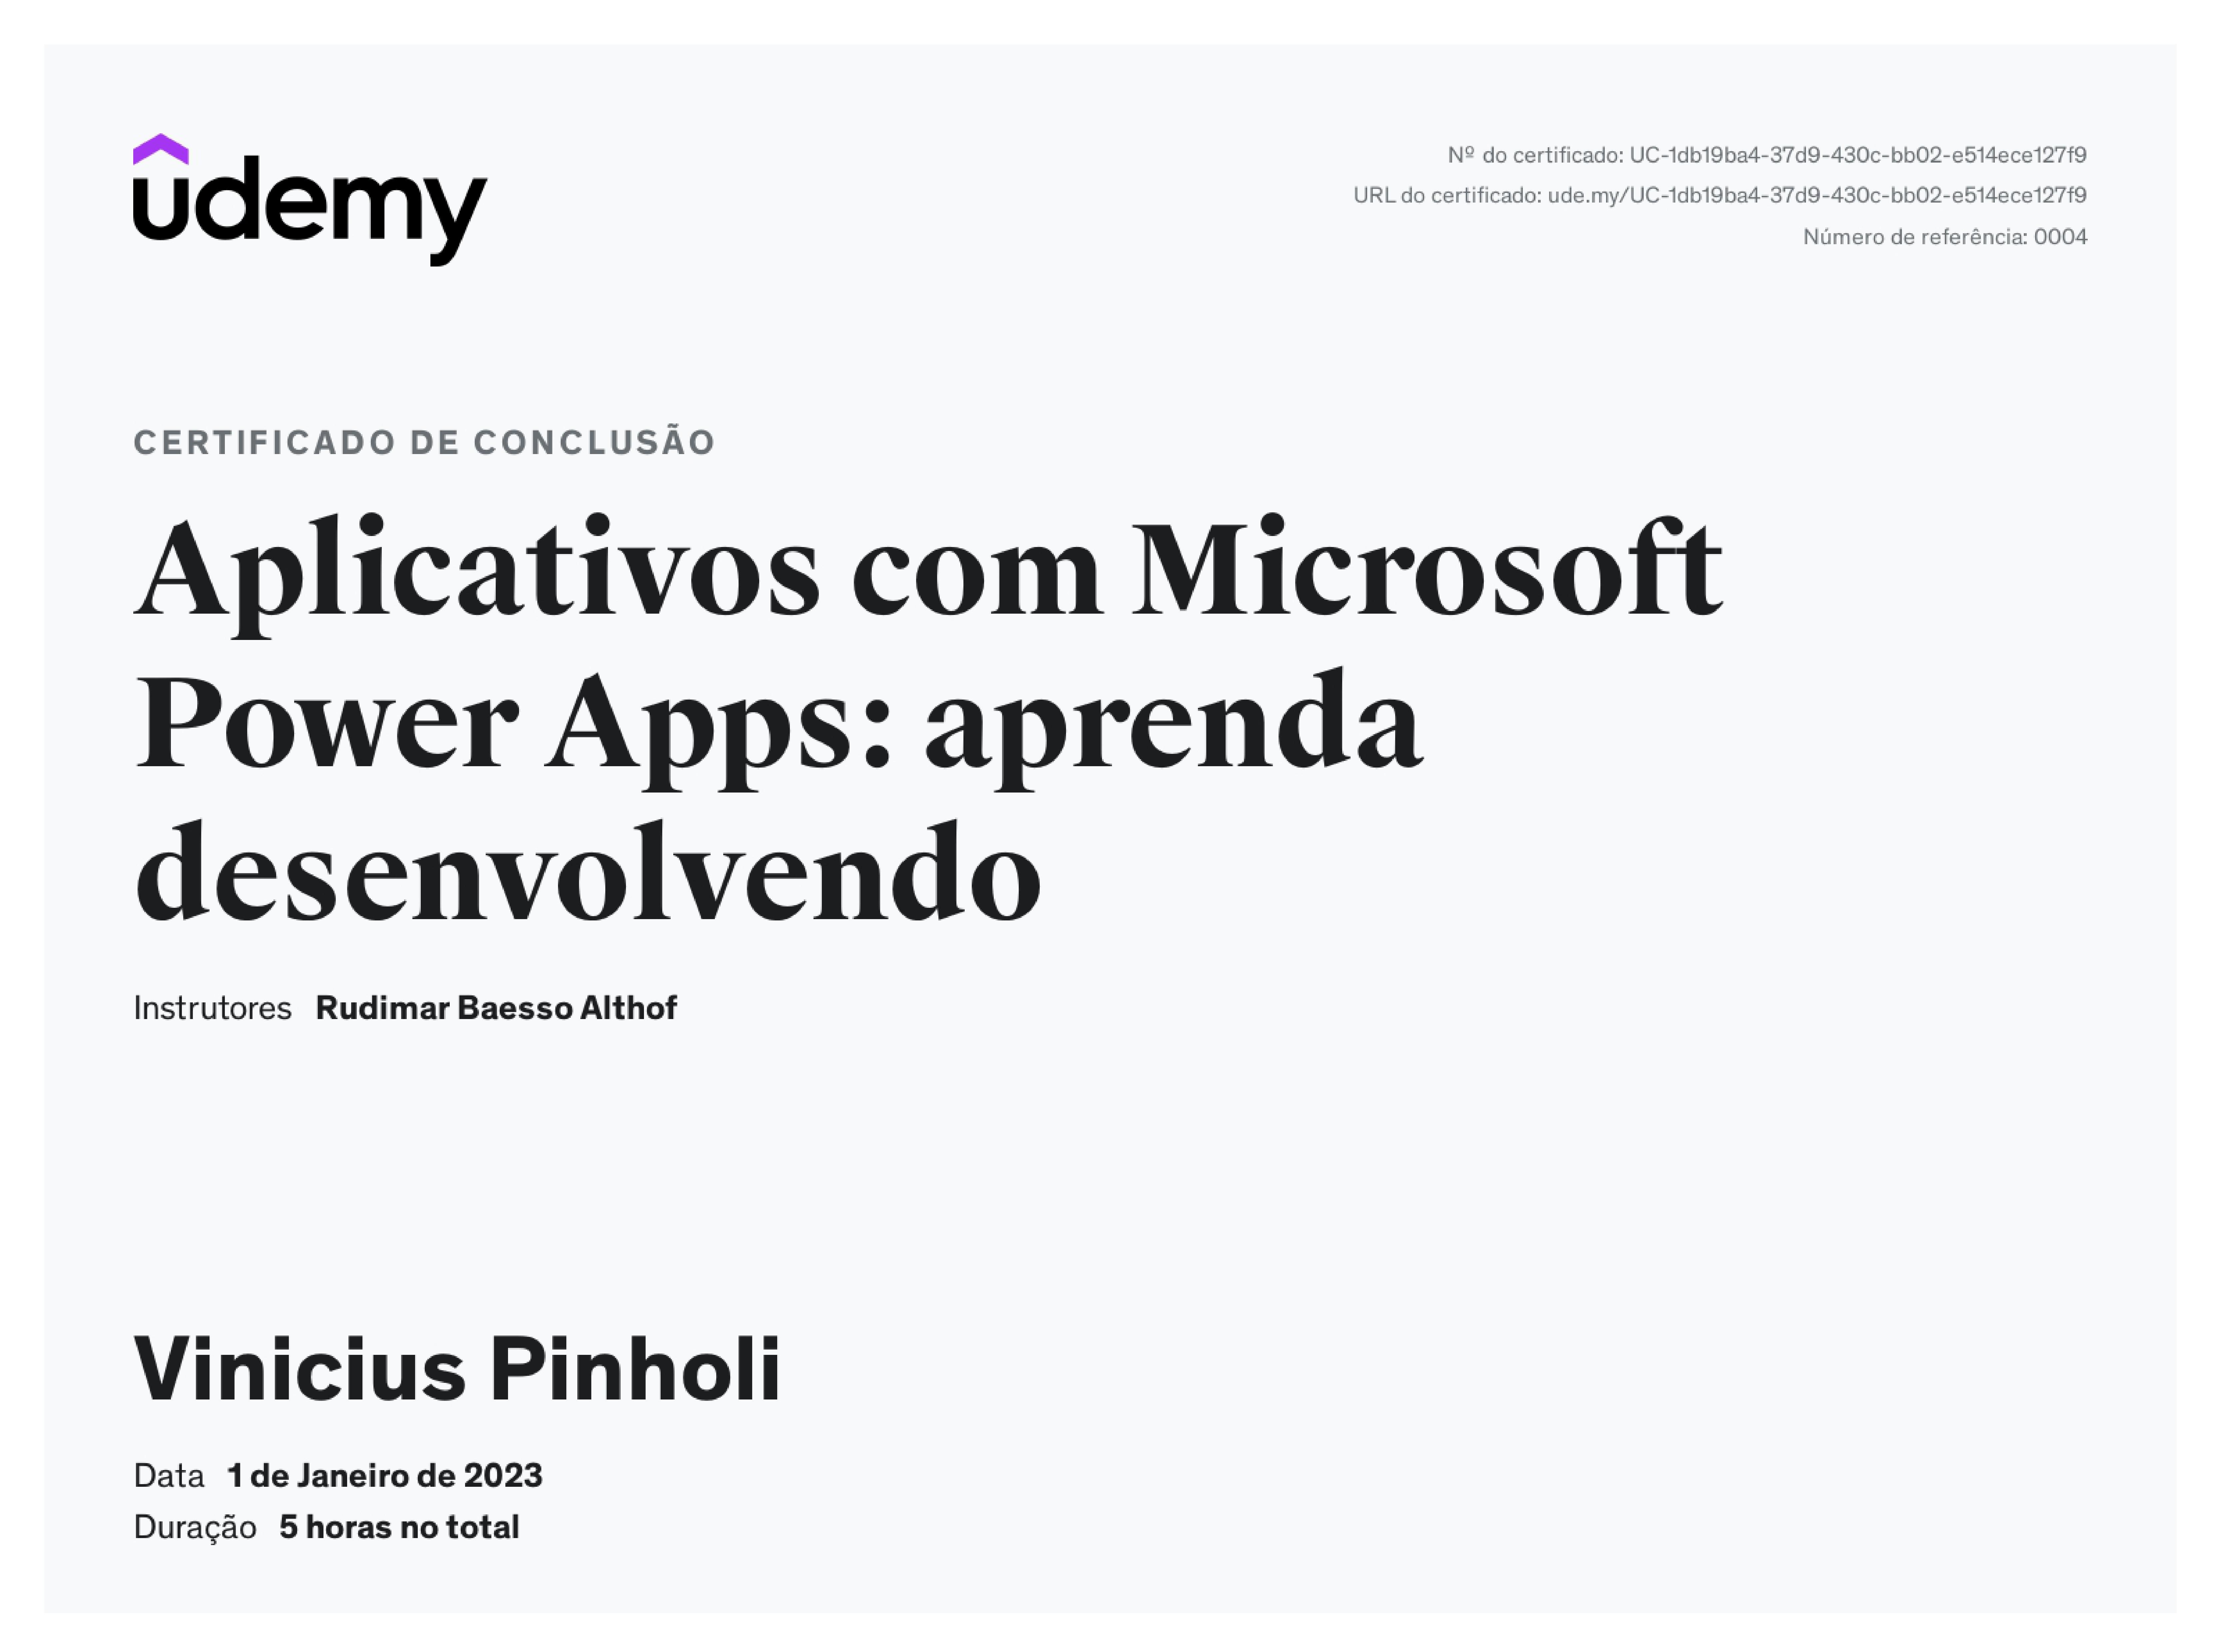 udemy
Nº do certificado: UC-1db19ba4-37d9-430c-bb02-e514ece127f9
URL do certificado: ude.my/UC-1db19ba4-37d9-430c-bb02-e514ece127f9
Número de referência: 0004
CERTIFICADO DE CONCLUSÃO
Aplicativos com Microsoft
Power Apps: aprenda
desenvolvendo
Instrutores Rudimar Baesso Althof
Vinicius Pinholi
Data 1 de Janeiro de 2023
Duração 5 horas no total